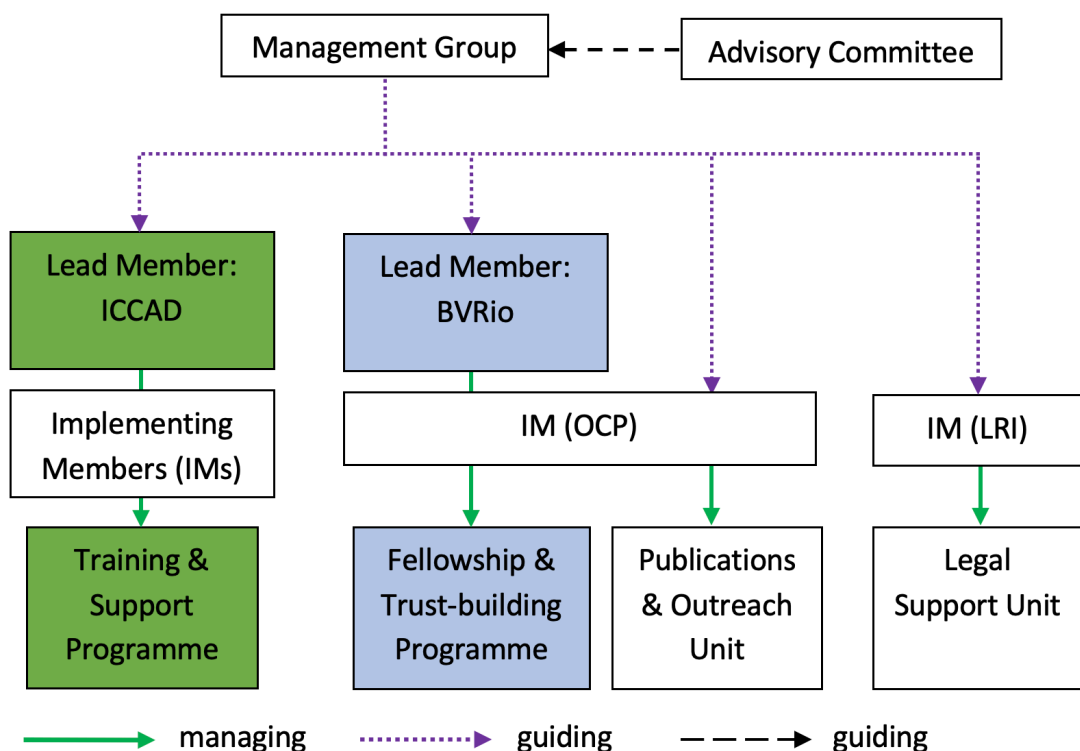 Management Group
Advisory Committee
Lead Member:
ICCAD
Lead Member:
BVRio
Implementing
Members (IMs)
IM (OCP)
IM (LRI)
Training &
Support
Programme
Fellowship &
Trust-building
Programme
Publications
& Outreach
Unit
Legal
Support Unit
managing
guiding
guiding